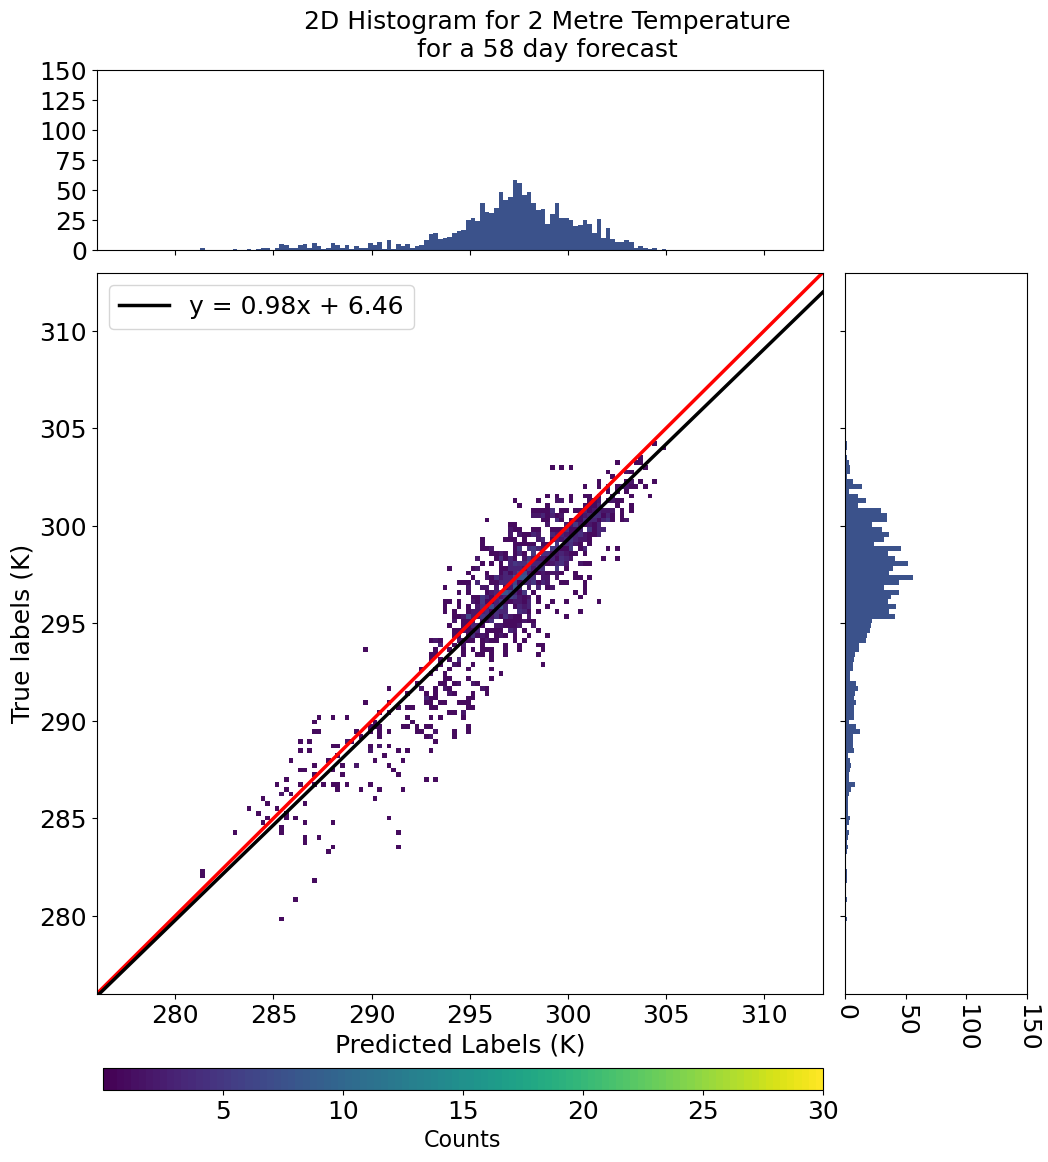 2D Histogram for 2 Metre Temperature
for a 58 day forecast
150
125
100
75
50
25
0
y = 0.98x + 6.46
310
305
300
295
290
285
280
True labels (K)
280 285 290 295 300 305 310
Predicted Labels (K)
0 50 100 150
5 10 15 20 25 30
Counts